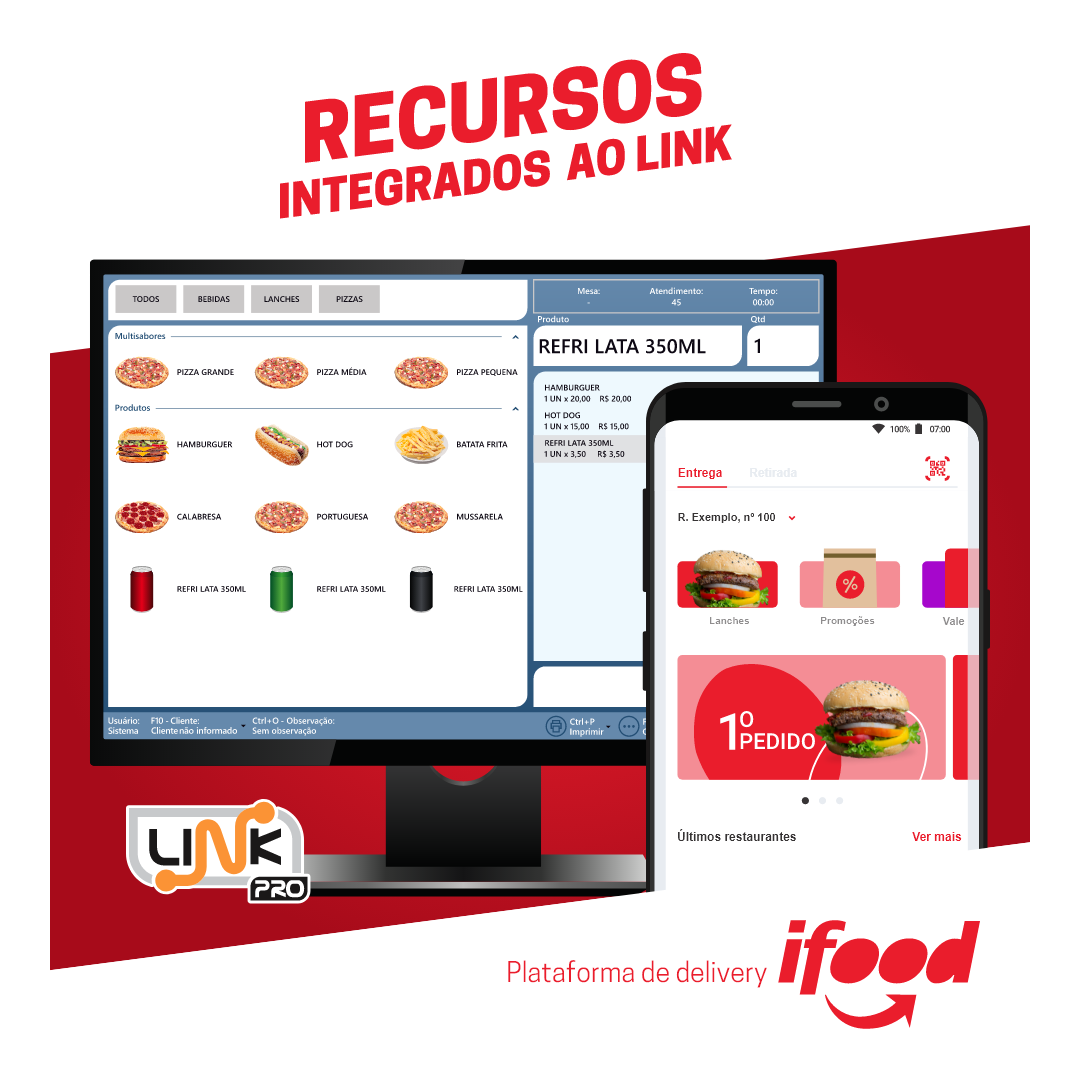 RECURSOS
INTEGRADOS AO LINK
TODOS
BEBIDAS
LANCHES
PIZZAS
Multisabores
PIZZA GRANDE
PIZZA MÉDIA
PIZZA PEQUENA
Produtos
HAMBURGUER
HOT DOG
BATATA FRITA
CALABRESA
PORTUGUESA
MUSSARELA
REFRI LATA 350ML
REFRI LATA 350ML
REFRI LATA 350ML
Mesa:
-
Atendimento:
45
Tempo:
00:00
Produto
Qtd
REFRI LATA 350ML
1
HAMBURGUER
1 UN x 20,00 R$ 20,00
HOT DOG
1 UN x 15,00 R$ 15,00
REFRI LATA 350ML
1 UN x 3,50 R$ 3,50
Usuário:
Sistema
F10 - Cliente:
Cliente não informado
Ctrl+O - Observação:
Sem observação
Ctrl+P
Imprimir
100% 07:00
Entrega
Retirada
R. Exemplo, nº 100
%
Lanches
Promoções
Vale
1º
PEDIDO
Últimos restaurantes
Ver mais
LINK
PRO
Plataforma de delivery
ifood